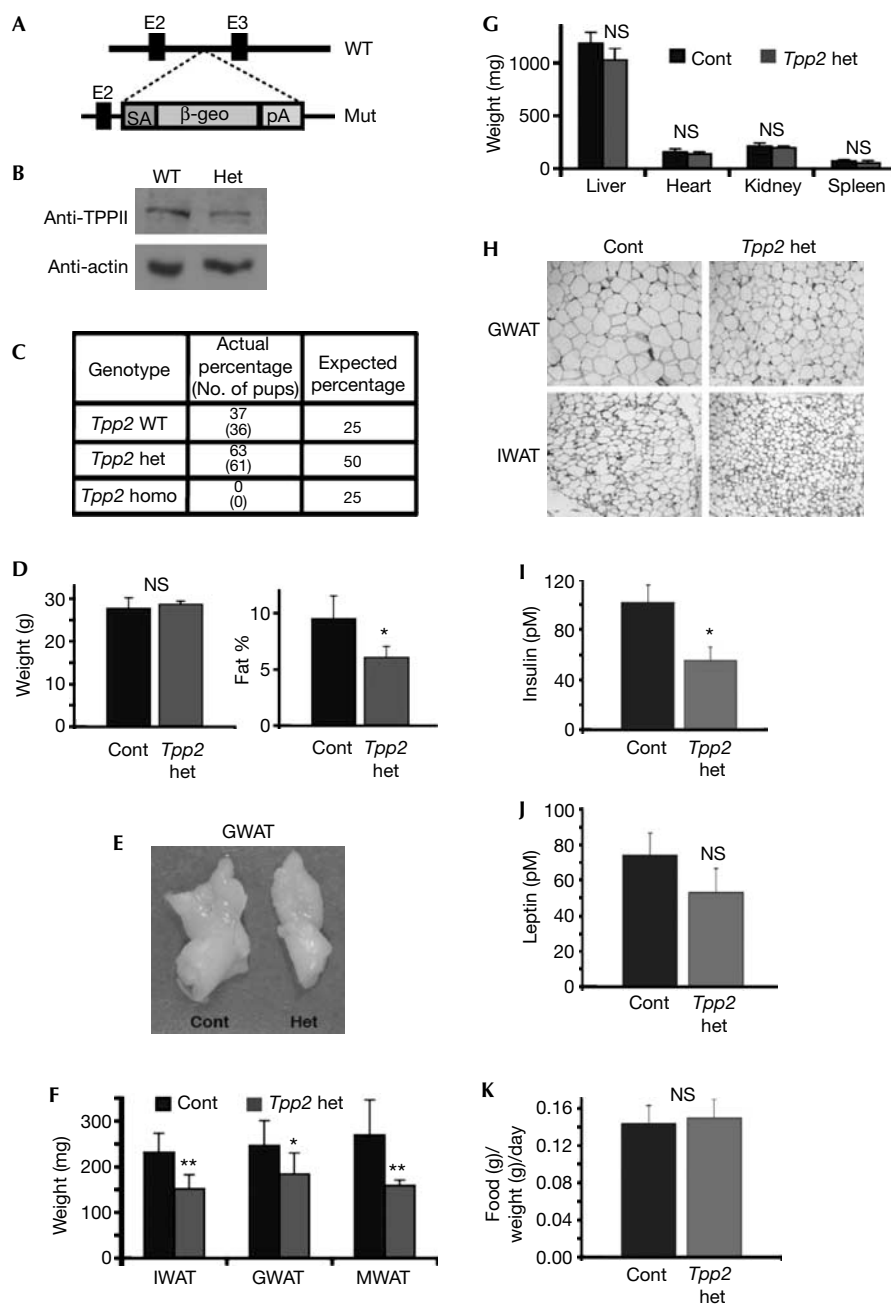 A
E2 E3
WT
E2
SA β-geo pA
Mut
B
WT Het
Anti-TPPII
Anti-actin
C
Genotype
Actual
percentage
(No. of pups)
Expected
percentage
Tpp2 WT
37
(36)
25
Tpp2 het
63
(61)
50
Tpp2 homo
0
(0)
25
D
Weight (g)
30
20
10
0
NS
Cont Tpp2
het
Fat %
10
5
0
*
Cont Tpp2
het
E
GWAT
Cont Het
F
Cont Tpp2 het
Weight (mg)
300
200
100
0
** * **
IWAT GWAT MWAT
G
Cont Tpp2 het
Weight (mg)
1000
500
0
NS NS NS NS
Liver Heart Kidney Spleen
H
Cont Tpp2 het
GWAT
IWAT
I
Insulin (pM)
120
80
40
0
*
Cont Tpp2
het
J
Leptin (pM)
100
80
60
40
20
0
NS
Cont Tpp2
het
K
Food (g)/
weight (g)/day
0.16
0.12
0.08
0.04
0.00
NS
Cont Tpp2
het